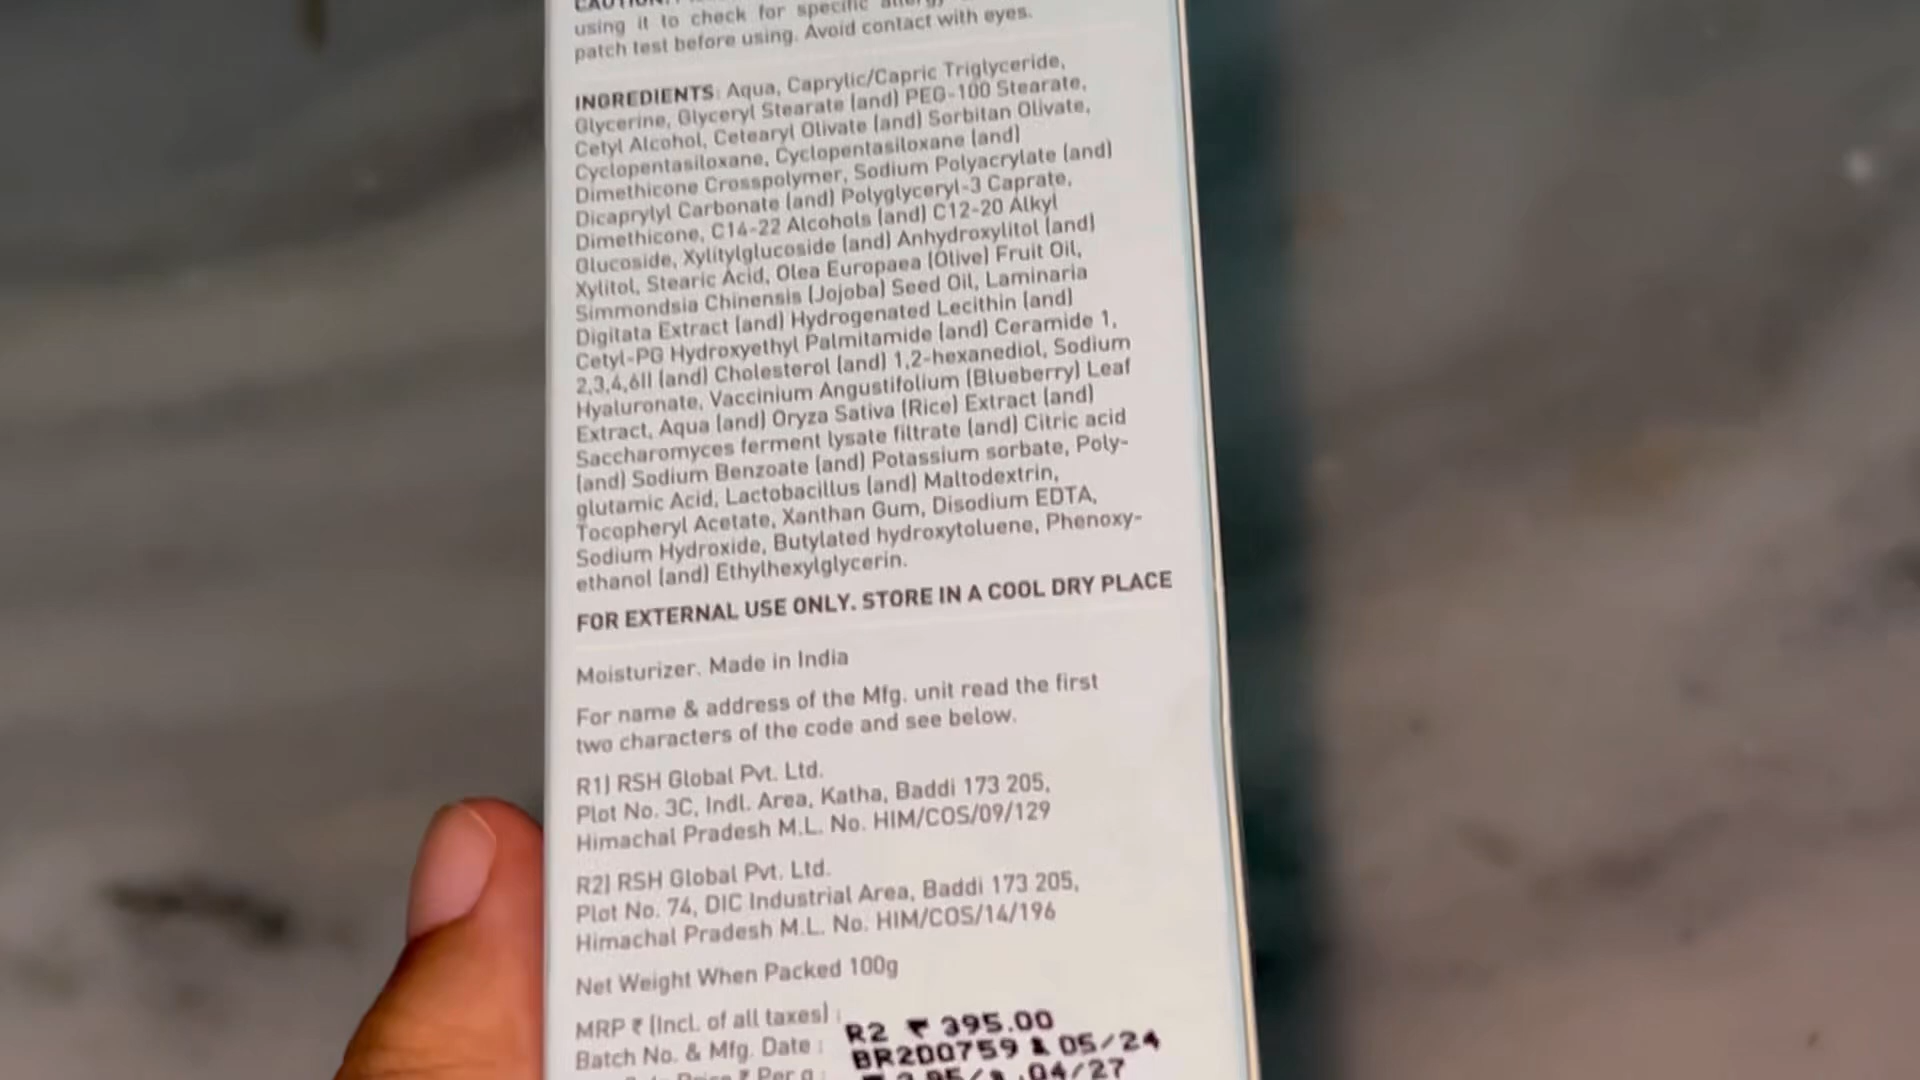 using it to check for specific
patch test before using. Avoid contact with eyes.
INGREDIENTS: Aqua, Caprylic/Capric Triglyceride,
Glycerine, Glyceryl Stearate (and) PEG-100 Stearate,
Cetyl Alcohol, Cetearyl Olivate (and) Sorbitan Olivate,
Cyclopentasiloxane, Cyclopentasiloxane (and)
Dimethicone Crosspolymer, Sodium Polyacrylate (and)
Dicaprylyl Carbonate (and) Polyglyceryl-3 Caprate,
Dimethicone, C14-22 Alcohols (and) C12-20 Alkyl
Glucoside, Xylitylglucoside (and) Anhydroxylitol (and)
Xylitol, Stearic Acid, Olea Europaea (Olive) Fruit Oil,
Simmondsia Chinensis (Jojoba) Seed Oil, Laminaria
Digitata Extract (and) Hydrogenated Lecithin (and)
Cetyl-PG Hydroxyethyl Palmitamide (and) Ceramide 1,
2,3,4,6II (and) Cholesterol (and) 1,2-hexanediol, Sodium
Hyaluronate, Vaccinium Angustifolium (Blueberry) Leaf
Extract, Aqua (and) Oryza Sativa (Rice) Extract (and)
Saccharomyces ferment lysate filtrate (and) Citric acid
(and) Sodium Benzoate (and) Potassium sorbate, Poly-
glutamic Acid, Lactobacillus (and) Maltodextrin,
Tocopheryl Acetate, Xanthan Gum, Disodium EDTA,
Sodium Hydroxide, Butylated hydroxytoluene, Phenoxy-
ethanol (and) Ethylhexylglycerin.
FOR EXTERNAL USE ONLY. STORE IN A COOL DRY PLACE
Moisturizer. Made in India
For name & address of the Mfg. unit read the first
two characters of the code and see below.
R1) RSH Global Pvt. Ltd.
Plot No. 3C, Indl. Area, Katha, Baddi 173 205,
Himachal Pradesh M.L. No. HIM/COS/09/129
R2) RSH Global Pvt. Ltd.
Plot No. 74, DIC Industrial Area, Baddi 173 205,
Himachal Pradesh M.L. No. HIM/COS/14/196
Net Weight When Packed 100g
MRP ₹ (Incl. of all taxes) : R2 ₹ 395.00
Batch No. & Mfg. Date : BR2D0759 & 05/24
Per g : 04/27